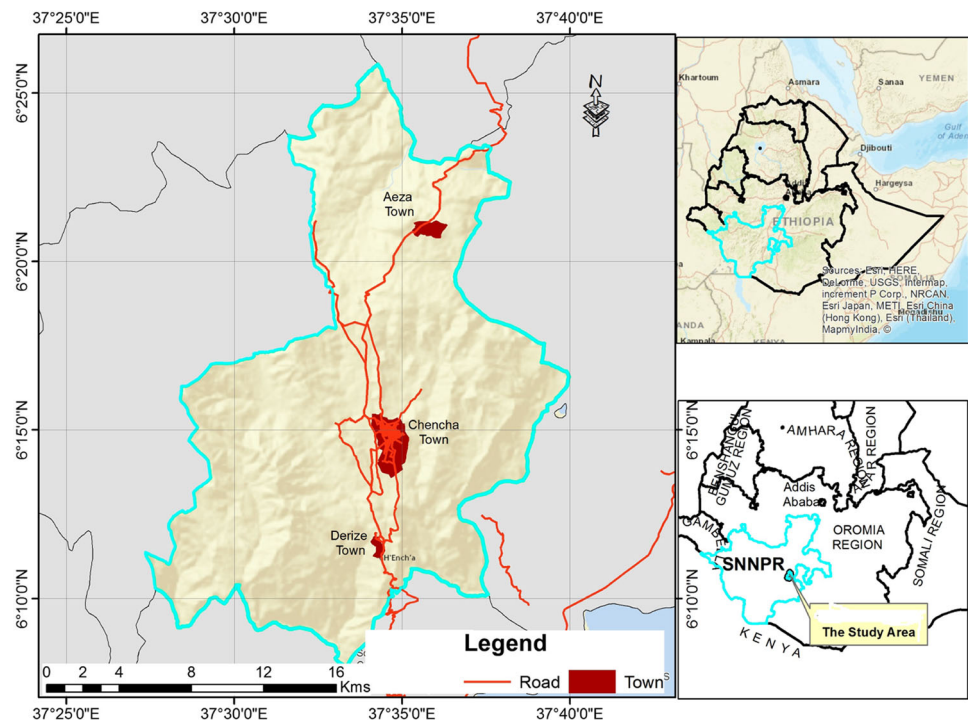 37°25'0"E
37°30'0"E
37°35'0"E
37°40'0"E
6°25'0"N
6°20'0"N
6°15'0"N
6°10'0"N
N
Aeza
Town
Chencha
Town
Derize
Town
H'Ench'a
Legend
Road
Town
0 2 4 8 12 16
Kms
37°25'0"E
37°30'0"E
37°35'0"E
37°40'0"E
6°15'0"N
6°10'0"N
Khartoum
Asmara
Sanaa
YEMEN
Gulf
of Aden
Djibouti
Hargeysa
ETHIOPIA
SOMALIA
Mogadishu
ANDA
Kampala
KENYA
Sources: Esri, HERE,
DeLorme, USGS, Intermap,
increment P Corp., NRCAN,
Esri Japan, METI, Esri China
(Hong Kong), Esri (Thailand),
MapmyIndia, ©
BENSHANGUL
GUMUZ REGION
AMHARA REGION
AFAR REGION
Addis
Ababa
OROMIA
REGION
SOMALI REGION
SNNPR
KENYA
The Study Area